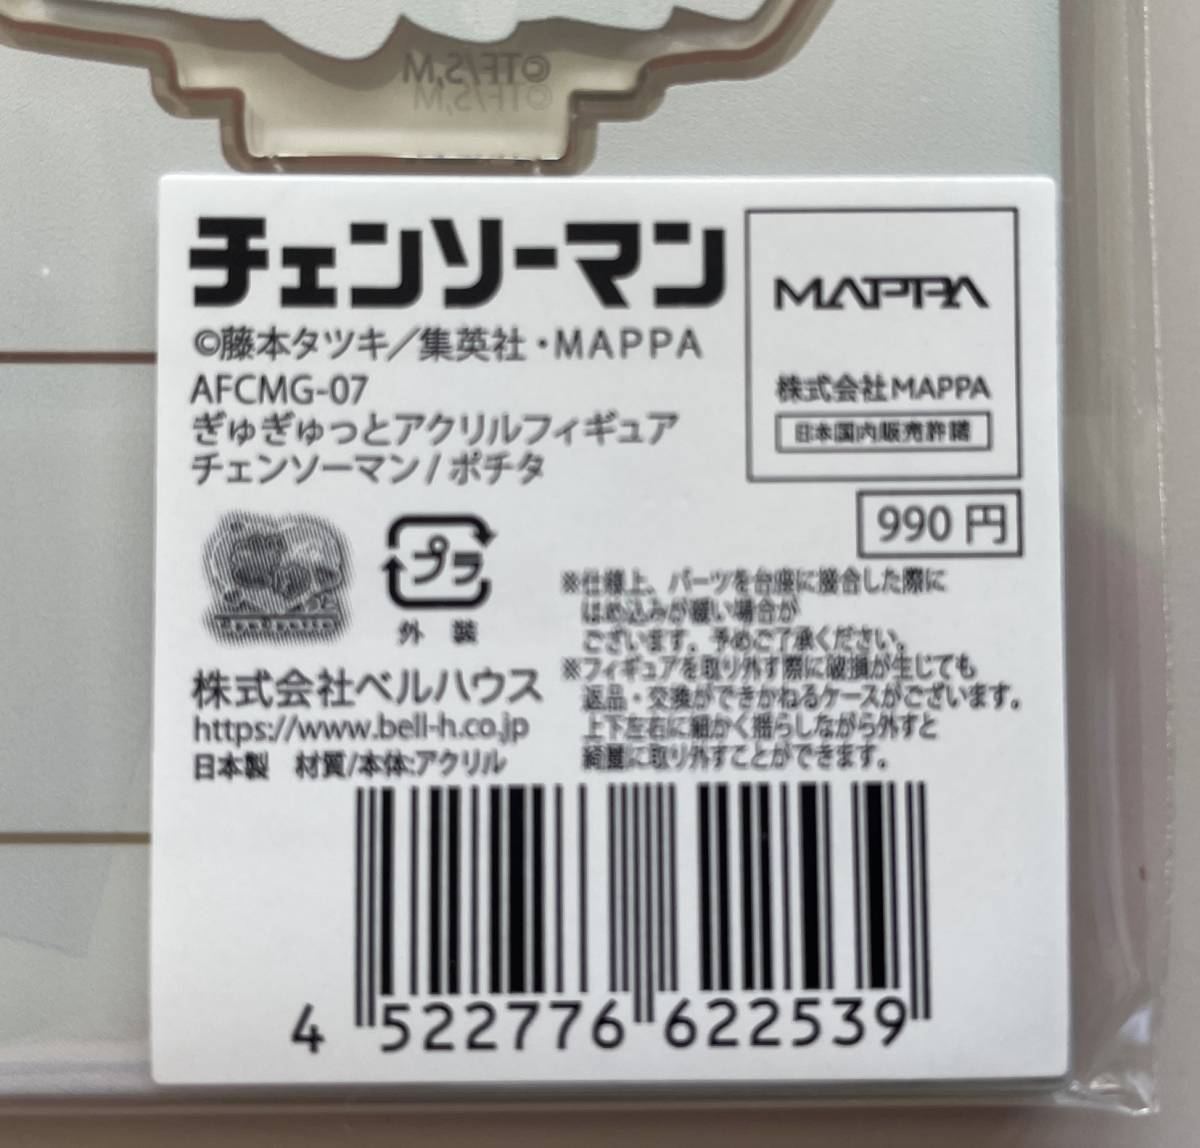 ©TF/S,M
チェンソーマン
©藤本タツキ／集英社・MAPPA
AFCMG-07
ぎゅぎゅっとアクリルフィギュア
チェンソーマン/ポチタ
MAPPA
株式会社MAPPA
日本国内販売許諾
990 円
プラ
外装
※仕様上、パーツを台座に接合した際に
はめ込みが緩い場合が
ございます。予めご了承ください。
※フィギュアを取り外す際に破損が生じても
返品・交換ができかねるケースがございます。
上下左右に細かく揺らしながら外すと
綺麗に取り外すことができます。
株式会社ベルハウス
https://www.bell-h.co.jp
日本製 材質/本体:アクリル
4 522776 622539